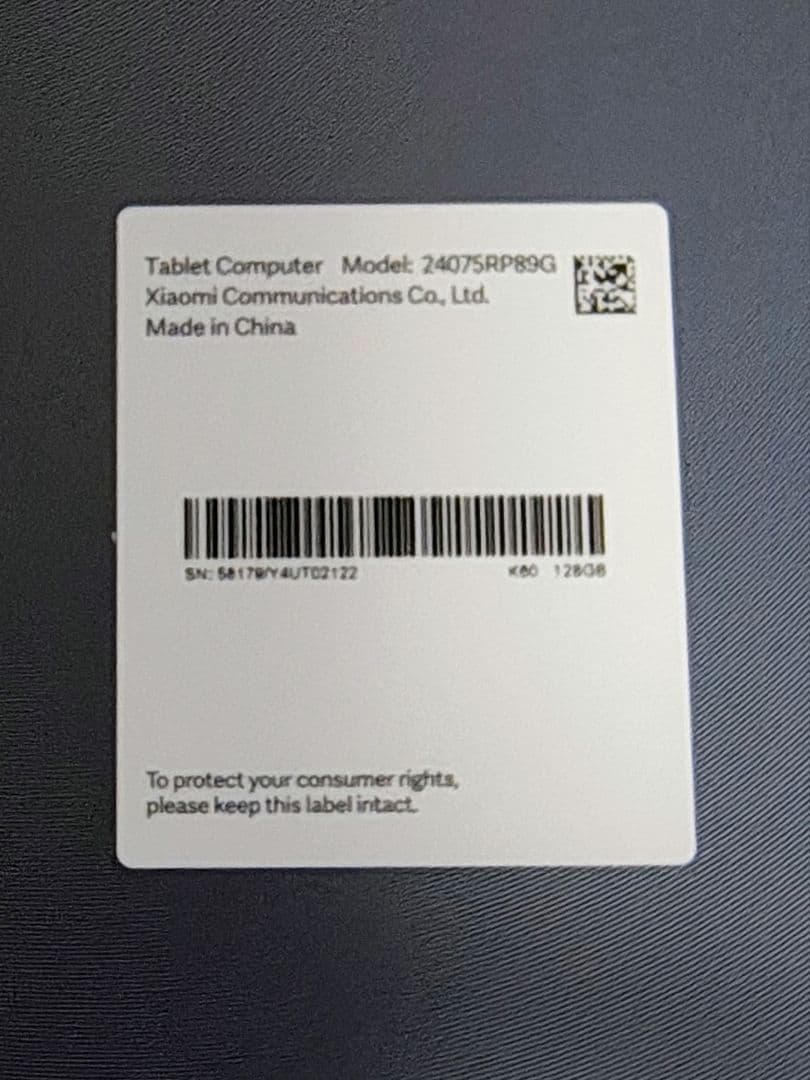 Tablet Computer Model: 24075RP89G
Xiaomi Communications Co., Ltd.
Made in China
SN: 58179/Y4UT02122
K60 128GB
To protect your consumer rights,
please keep this label intact.